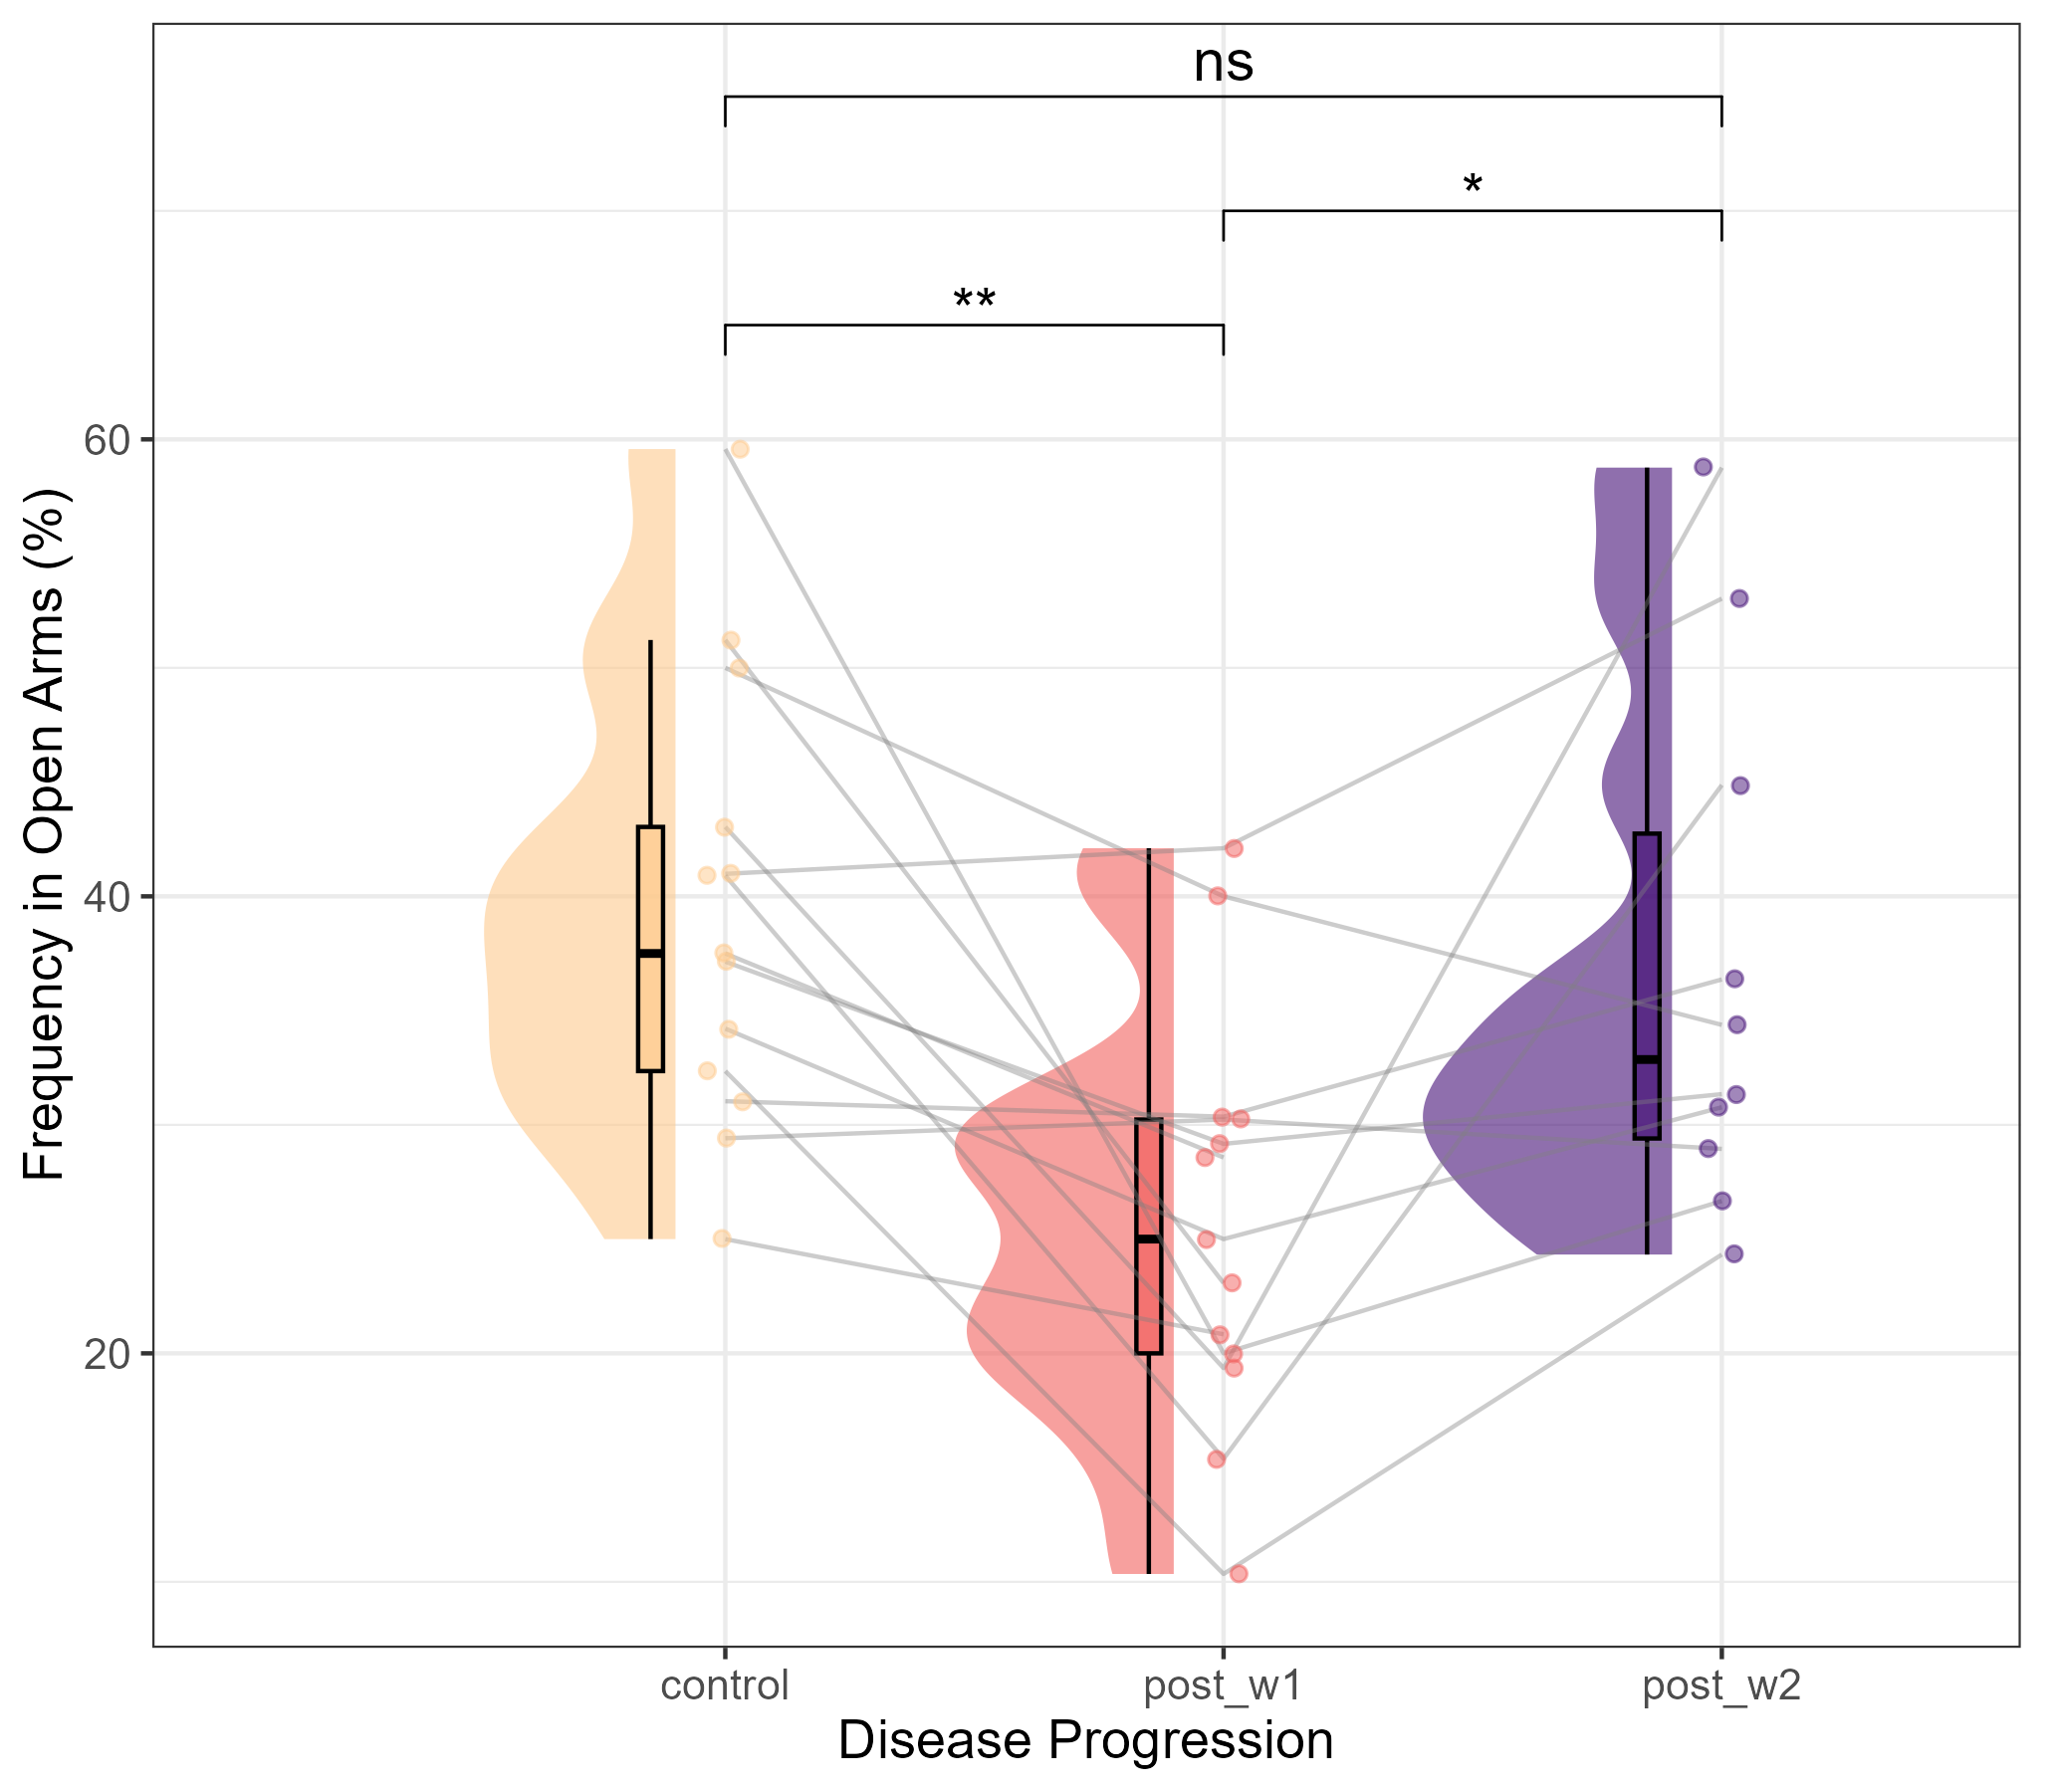 ns
*
**
Frequency in Open Arms (%)
60
40
20
control
post_w1
post_w2
Disease Progression